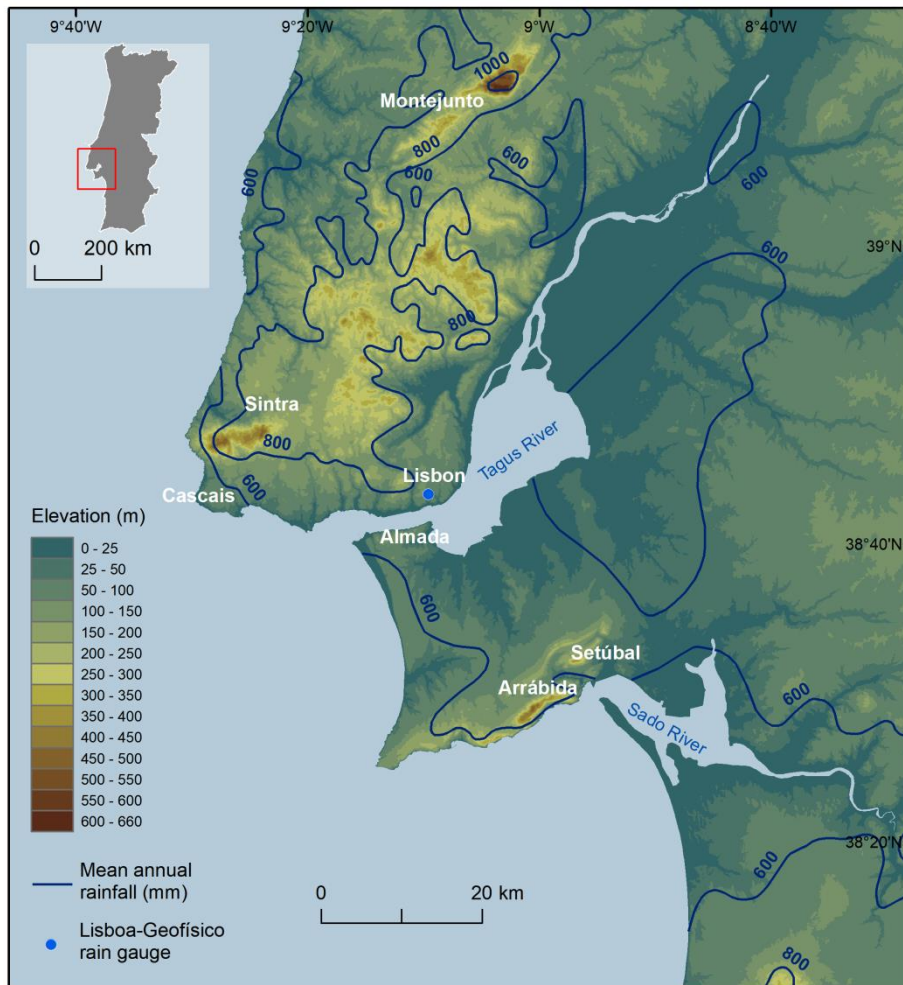 9°40'W
9°20'W
9°0'W
8°40'W
0 200 km
1000
Montejunto
800
600
600
600
600
39°N
600
800
Sintra
800
Tagus River
Lisbon
Cascais
600
Almada
38°40'N
600
Setúbal
Arrábida
600
Sado River
38°20'N
600
800
Elevation (m)
0 - 25
25 - 50
50 - 100
100 - 150
150 - 200
200 - 250
250 - 300
300 - 350
350 - 400
400 - 450
450 - 500
500 - 550
550 - 600
600 - 660
Mean annual
rainfall (mm)
Lisboa-Geofísico
rain gauge
0 20 km